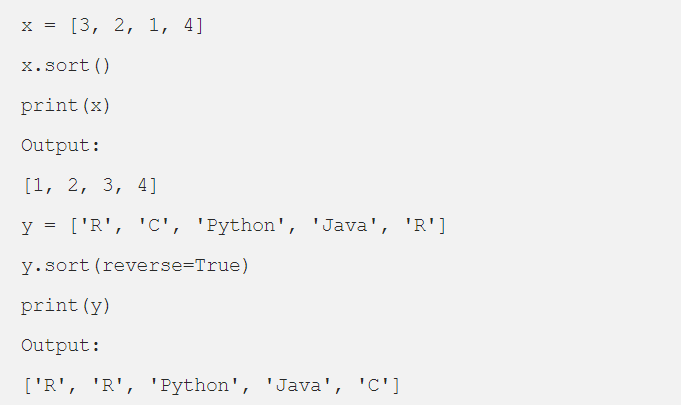 x = [3, 2, 1, 4]
x.sort()
print(x)
Output:
[1, 2, 3, 4]
y = ['R', 'C', 'Python', 'Java', 'R']
y.sort(reverse=True)
print(y)
Output:
['R', 'R', 'Python', 'Java', 'C']